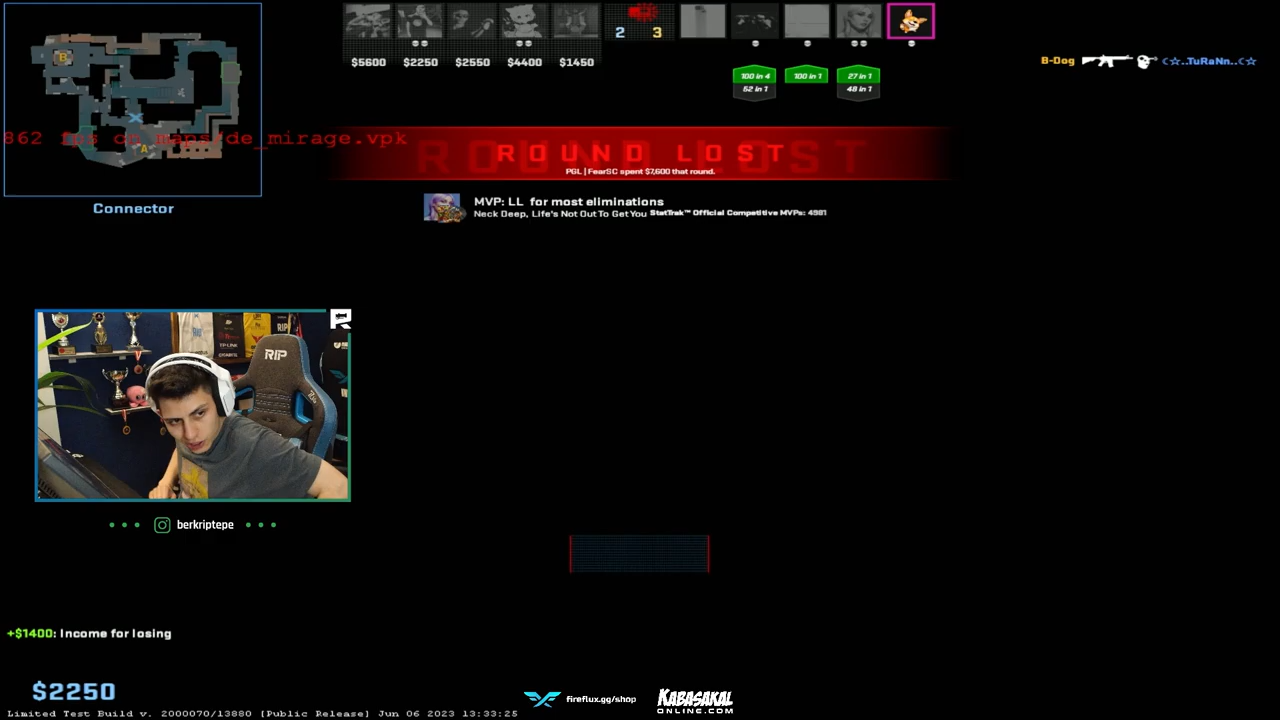 2 3
$5600 $2250 $2550 $4400 $1450
100 in 4
52 in 1
100 in 1
27 in 1
48 in 1
B-Dog ☾☆..TuRaNn..☾☆
B
A
862 fps on maps/de_mirage.vpk
Connector
ROUND LOST
PGL | FearSC spent $7,600 that round.
MVP: LL for most eliminations
Neck Deep, Life's Not Out To Get You StatTrak™ Official Competitive MVPs: 4981
RIP
RIP
berkriptepe
+$1400: Income for losing
$2250
Limited Test Build v. 2000070/13880 [Public Release] Jun 06 2023 13:33:25
fireflux.gg/shop
KABASAKAL
ONLINE.COM